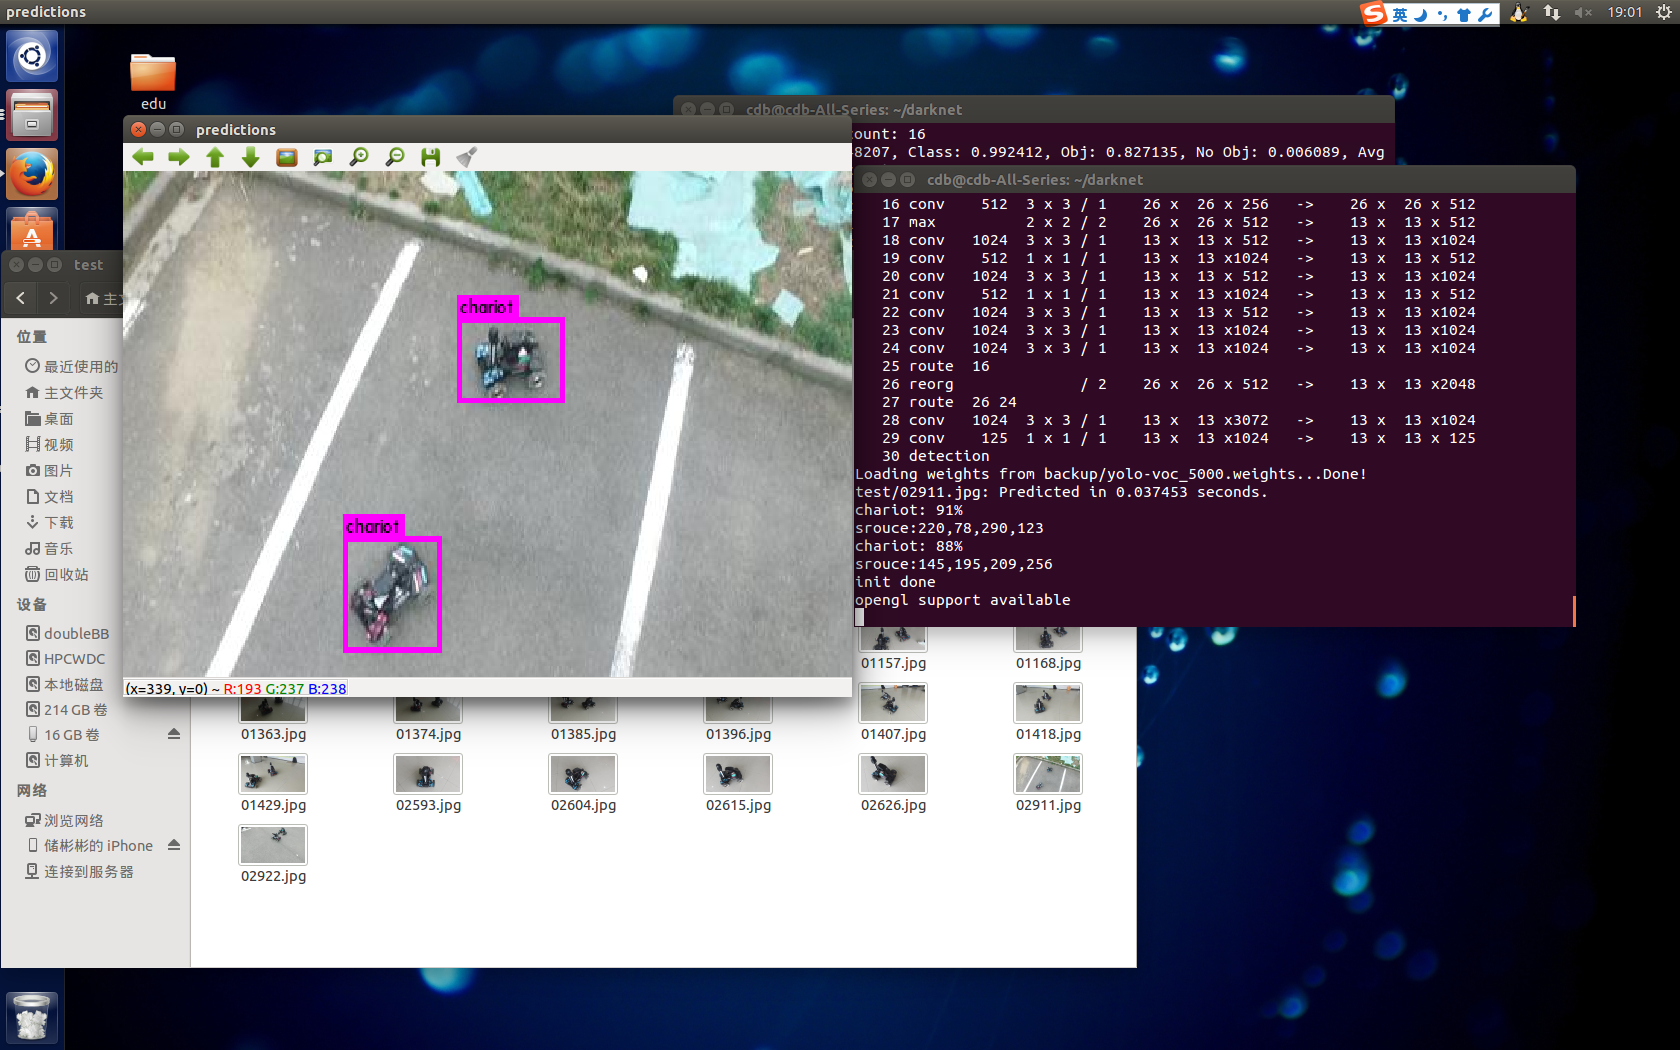 predictions
英
19:01
edu
cdb@cdb-All-Series: ~/darknet
ount: 16
8207, Class: 0.992412, Obj: 0.827135, No Obj: 0.006089, Avg
predictions
chariot
chariot
(x=339, y=0) ~ R:193 G:237 B:238
cdb@cdb-All-Series: ~/darknet
16 conv    512  3 x 3 / 1    26 x  26 x 256   ->    26 x  26 x 512
17 max          2 x 2 / 2    26 x  26 x 512   ->    13 x  13 x 512
18 conv   1024  3 x 3 / 1    13 x  13 x 512   ->    13 x  13 x1024
19 conv    512  1 x 1 / 1    13 x  13 x1024   ->    13 x  13 x 512
20 conv   1024  3 x 3 / 1    13 x  13 x 512   ->    13 x  13 x1024
21 conv    512  1 x 1 / 1    13 x  13 x1024   ->    13 x  13 x 512
22 conv   1024  3 x 3 / 1    13 x  13 x 512   ->    13 x  13 x1024
23 conv   1024  3 x 3 / 1    13 x  13 x1024   ->    13 x  13 x1024
24 conv   1024  3 x 3 / 1    13 x  13 x1024   ->    13 x  13 x1024
25 route  16
26 reorg              / 2    26 x  26 x 512   ->    13 x  13 x2048
27 route  26 24
28 conv   1024  3 x 3 / 1    13 x  13 x3072   ->    13 x  13 x1024
29 conv    125  1 x 1 / 1    13 x  13 x1024   ->    13 x  13 x 125
30 detection
Loading weights from backup/yolo-voc_5000.weights...Done!
test/02911.jpg: Predicted in 0.037453 seconds.
chariot: 91%
srouce:220,78,290,123
chariot: 88%
srouce:145,195,209,256
init done
opengl support available
test
主
位置
最近使用的
主文件夹
桌面
视频
图片
文档
下载
音乐
回收站
设备
doubleBB
HPCWDC
本地磁盘
214 GB 卷
16 GB 卷
计算机
网络
浏览网络
储彬彬的 iPhone
连接到服务器
01157.jpg 01168.jpg
01363.jpg 01374.jpg 01385.jpg 01396.jpg 01407.jpg 01418.jpg
01429.jpg 02593.jpg 02604.jpg 02615.jpg 02626.jpg 02911.jpg
02922.jpg